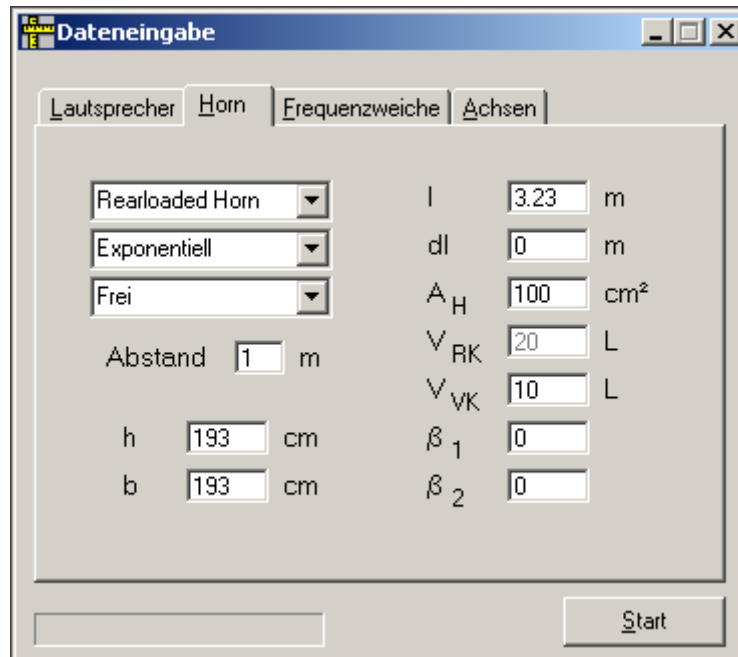 Dateneingabe
Lautsprecher Horn Frequenzweiche Achsen
Rearloaded Horn
Exponentiell
Frei
Abstand 1 m
h 193 cm
b 193 cm
l 3.23 m
dl 0 m
A H 100 cm²
V RK 20 L
V VK 10 L
β 1 0
β 2 0
Start